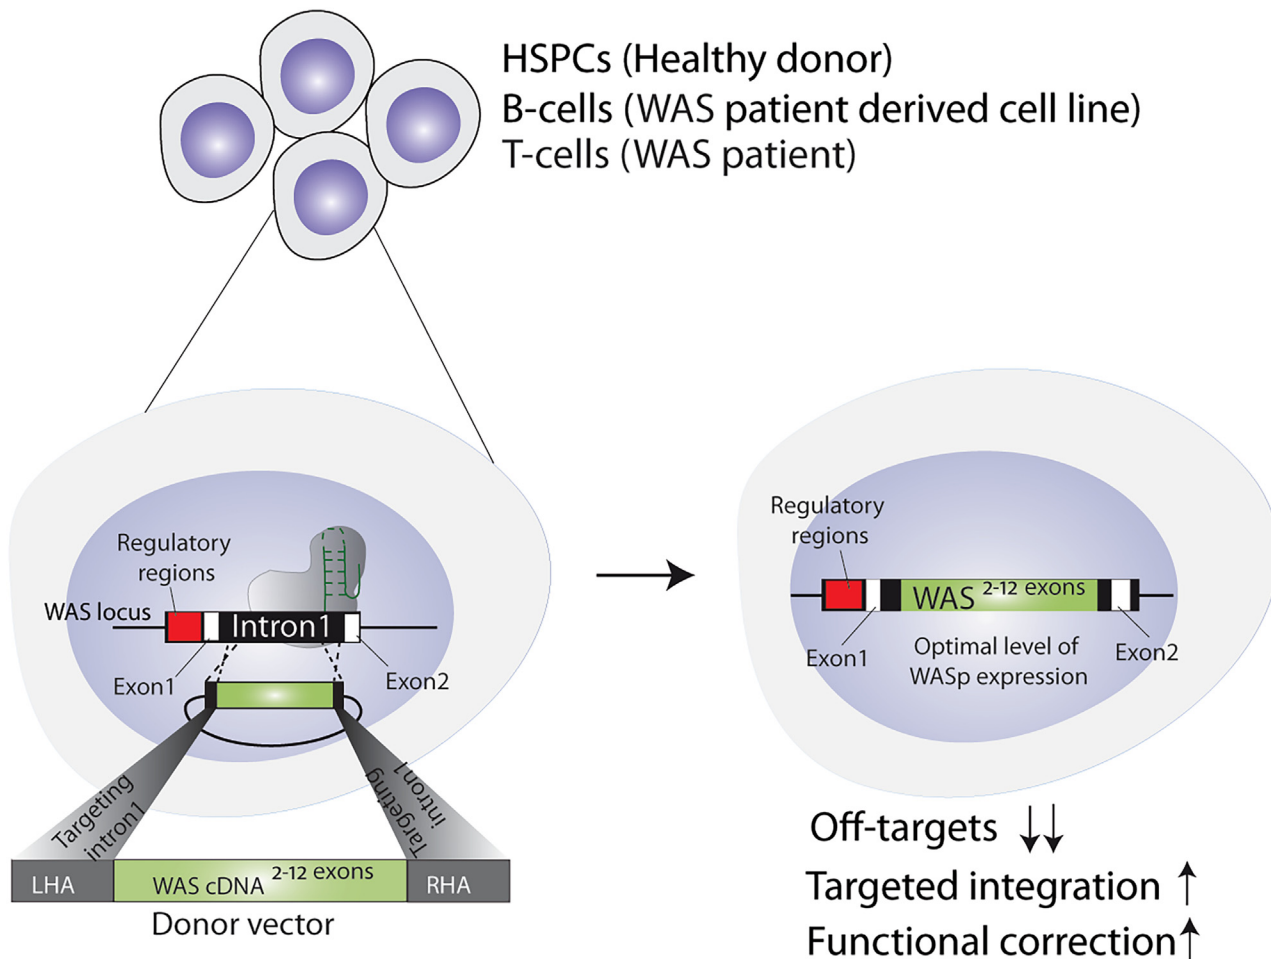 HSPCs (Healthy donor)
B-cells (WAS patient derived cell line)
T-cells (WAS patient)
Regulatory
regions
WAS locus
Intron1
Exon1
Exon2
Targeting
intron1
Targeting
intron1
LHA
WAS cDNA 2-12 exons
RHA
Donor vector
Regulatory
regions
WAS 2-12 exons
Exon1
Optimal level of
WASp expression
Exon2
Off-targets ↓↓
Targeted integration ↑
Functional correction ↑